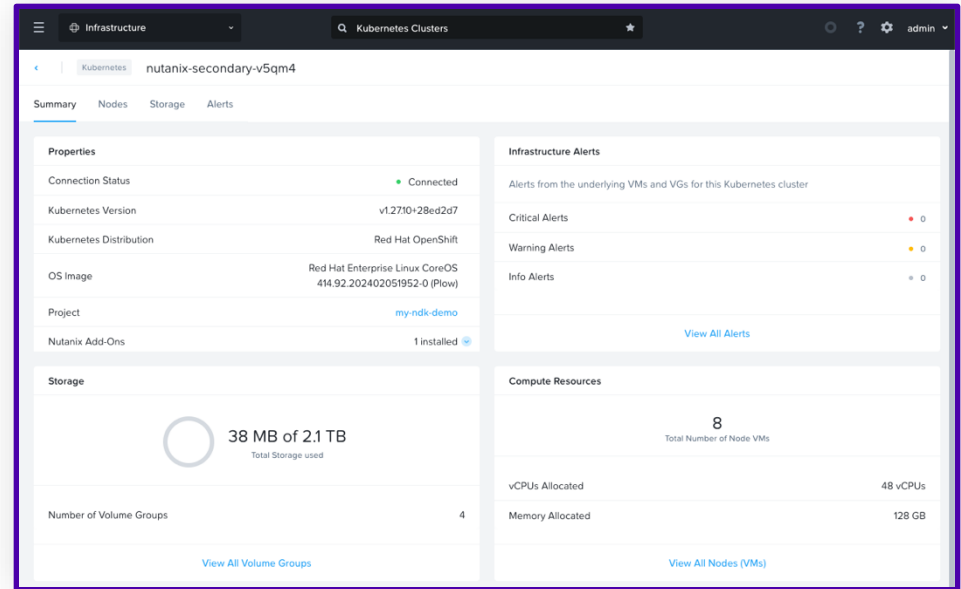 Infrastructure
Kubernetes Clusters
?
admin
Kubernetes
nutanix-secondary-v5qm4
Summary Nodes Storage Alerts
Properties
Connection Status Connected
Kubernetes Version v1.27.10+28ed2d7
Kubernetes Distribution Red Hat OpenShift
OS Image Red Hat Enterprise Linux CoreOS
414.92.202402051952-0 (Plow)
Project my-ndk-demo
Nutanix Add-Ons 1 installed
Infrastructure Alerts
Alerts from the underlying VMs and VGs for this Kubernetes cluster
Critical Alerts 0
Warning Alerts 0
Info Alerts 0
View All Alerts
Storage
38 MB of 2.1 TB
Total Storage used
Number of Volume Groups 4
View All Volume Groups
Compute Resources
8
Total Number of Node VMs
vCPUs Allocated 48 vCPUs
Memory Allocated 128 GB
View All Nodes (VMs)